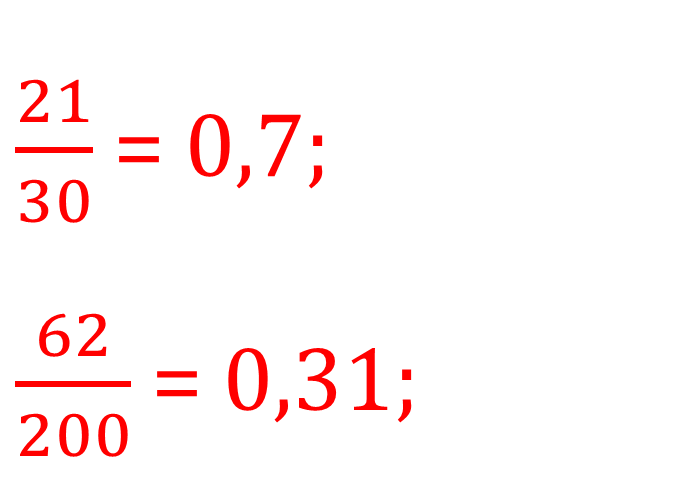 21/30 = 0,7;
62/200 = 0,31;